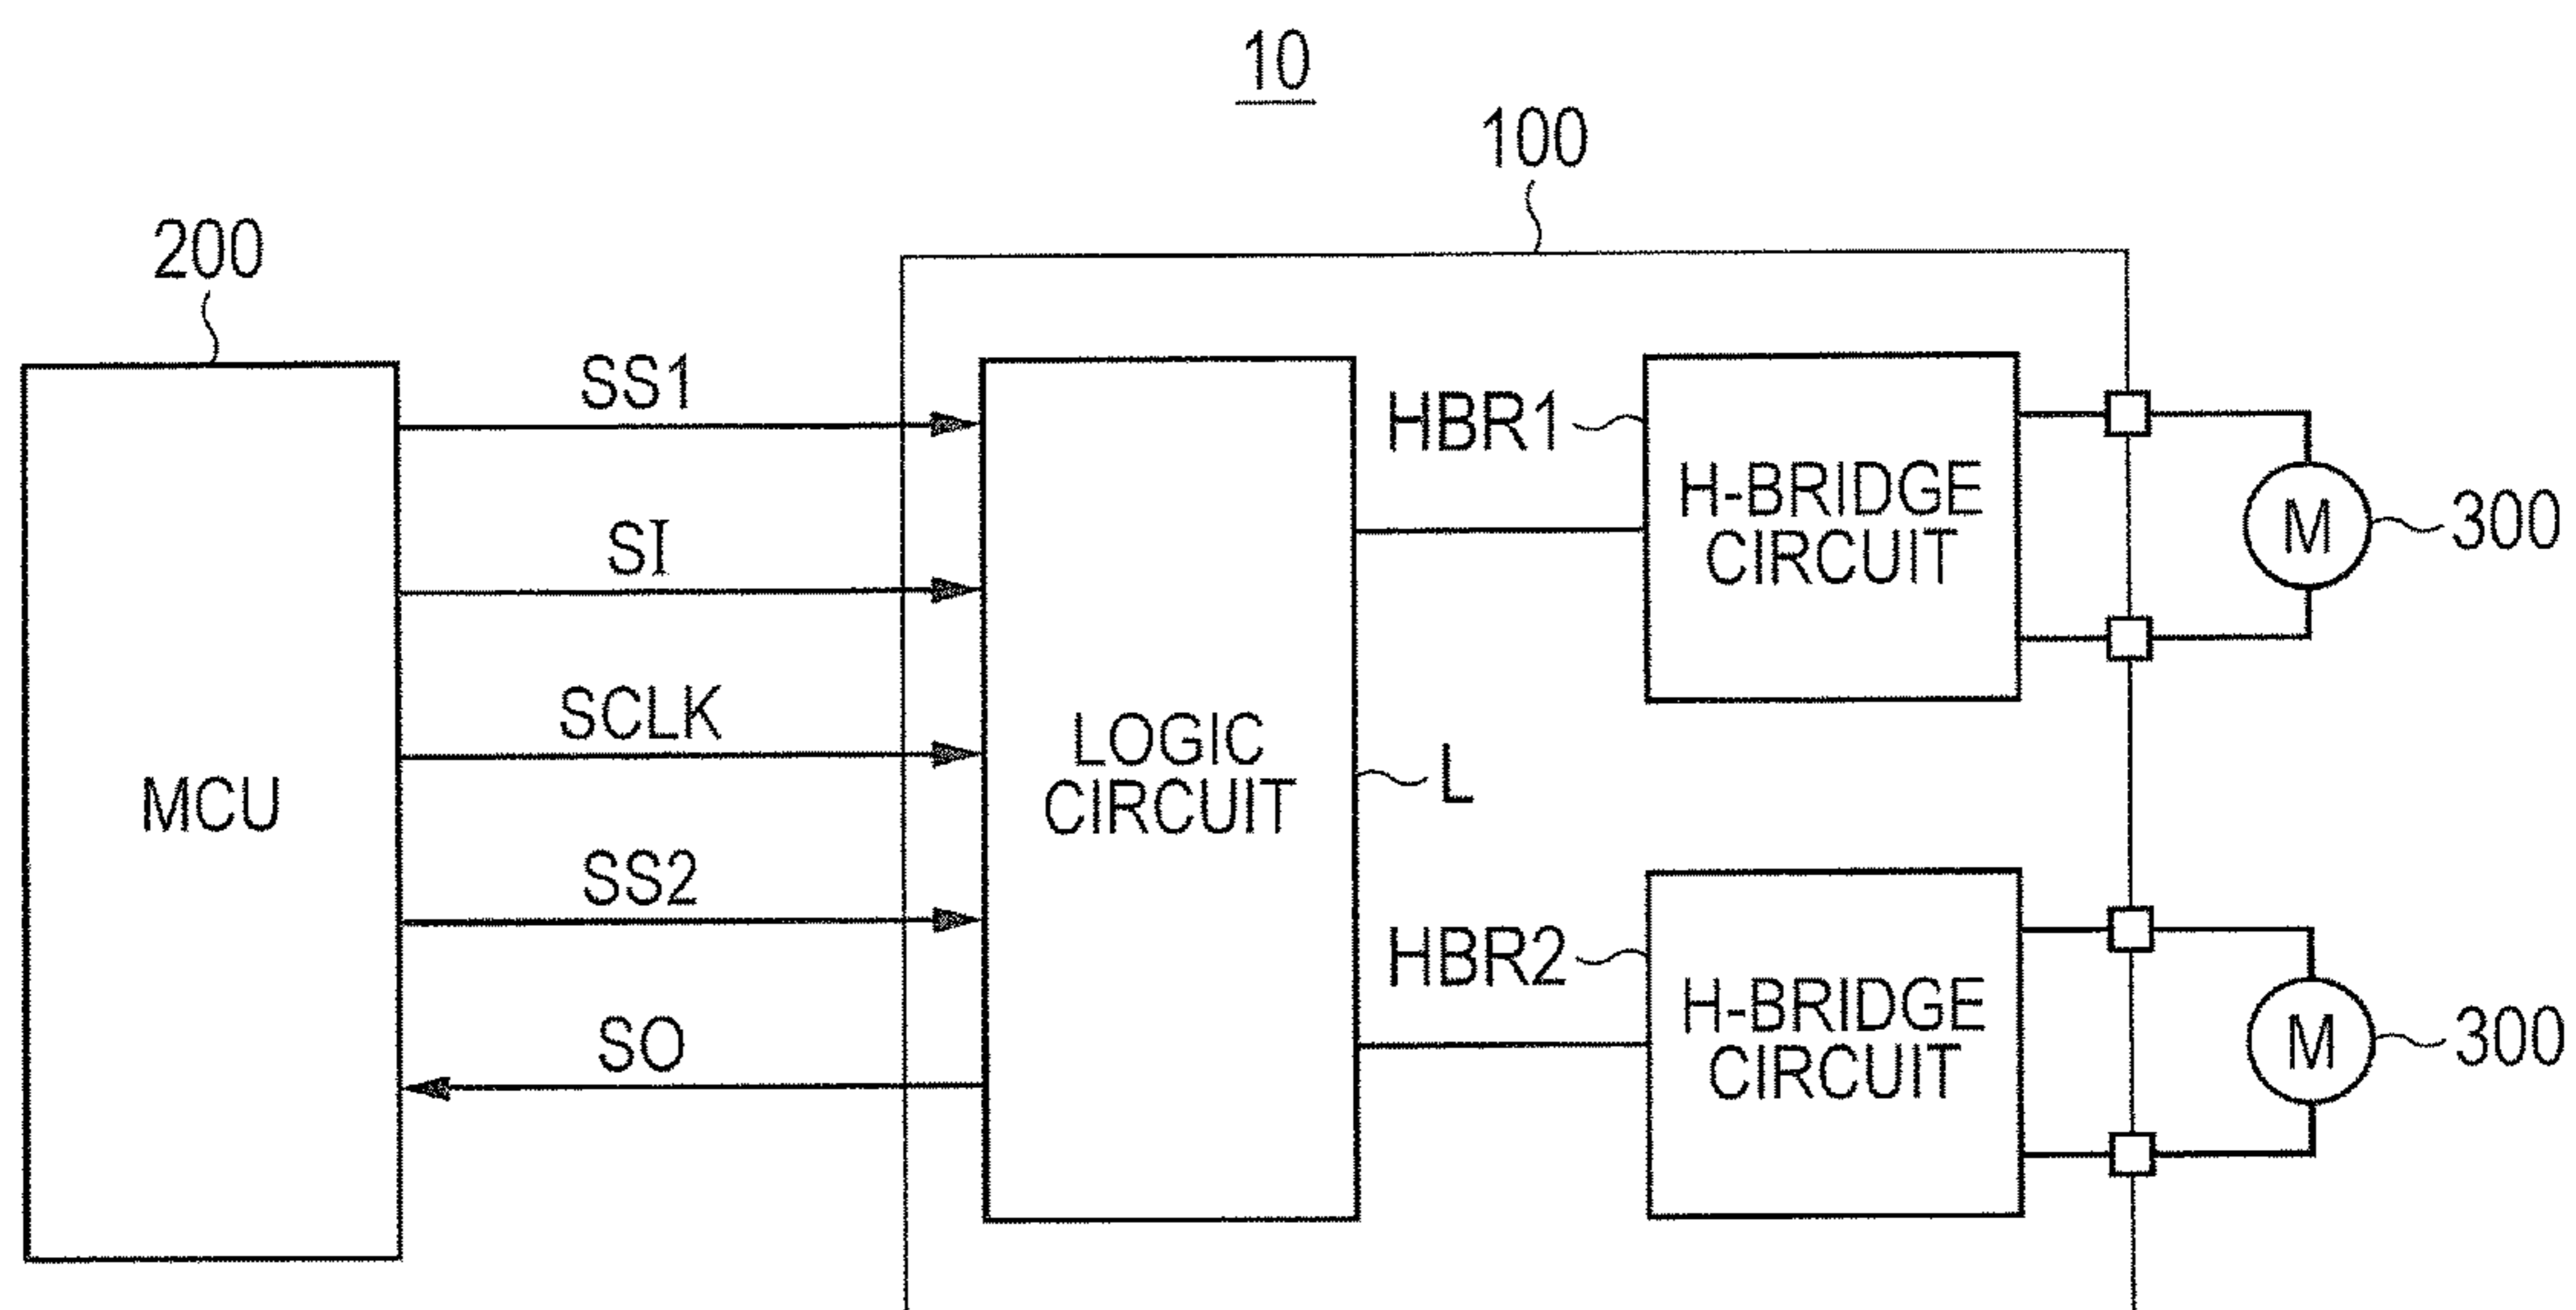 10
100
200
SS1
SI
SCLK
SS2
SO
MCU
LOGIC
CIRCUIT
L
HBR1
H-BRIDGE
CIRCUIT
M
300
HBR2
H-BRIDGE
CIRCUIT
M
300